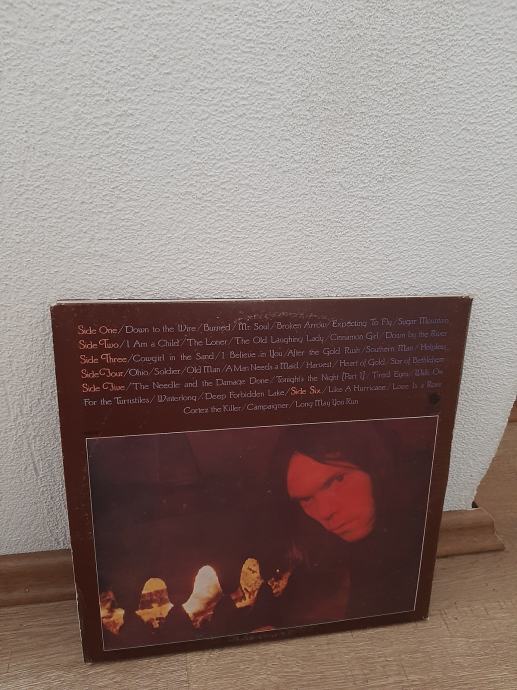 Side One/Down to the Wire/Burned/Mr. Soul/Broken Arrow/Expecting To Fly/Sugar Mountain
Side Two/I Am a Child/The Loner/The Old Laughing Lady/Cinnamon Girl/Down by the River
Side Three/Cowgirl in the Sand/I Believe in You/After the Gold Rush/Southern Man/Helpless
Side Four/Ohio/Soldier/Old Man/A Man Needs a Maid/Harvest/Heart of Gold/Star of Bethlehem
Side Five/The Needle and the Damage Done/Tonight's the Night (Part 1)/Tired Eyes/Walk On
For the Turnstiles/Winterlong/Deep Forbidden Lake/Side Six/Like A Hurricane/Love Is a Rose
Cortez the Killer/Campaigner/Long May You Run